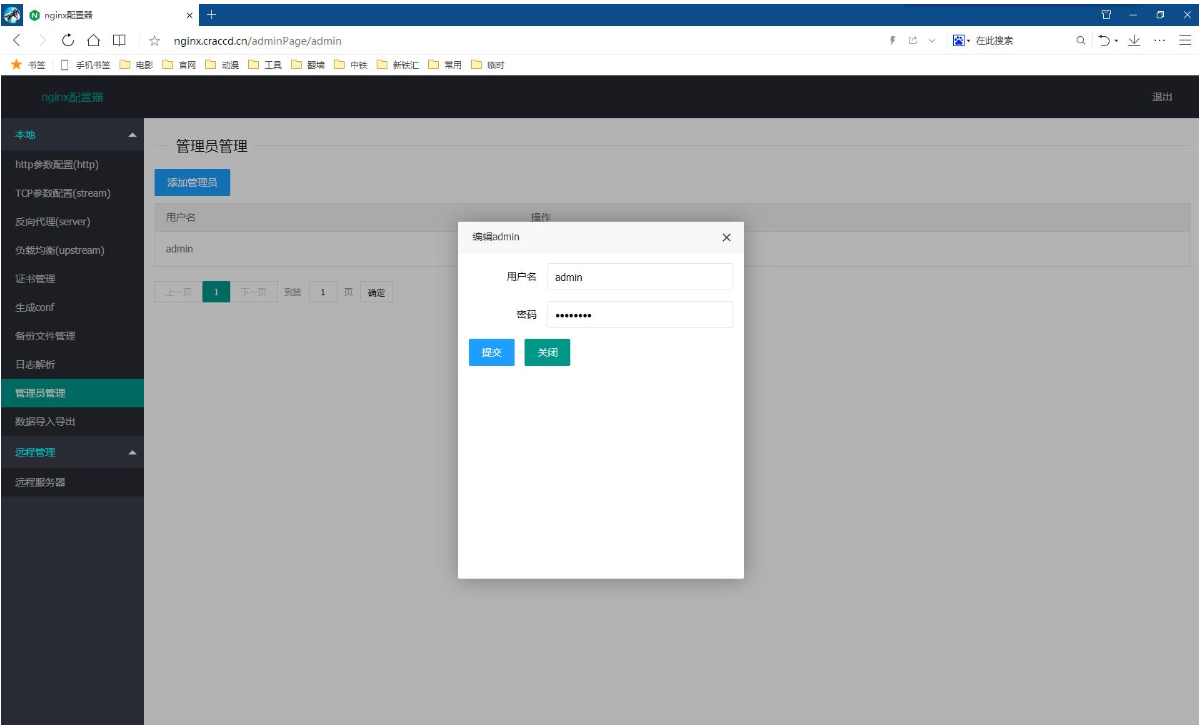 nginx配置器
nginx.craccd.cn/adminPage/admin
在此搜索
书签 手机书签 电影 官网 动漫 工具 翻墙 中铁 新铁汇 常用 临时
nginx配置器 退出
本地
http参数配置(http)
TCP参数配置(stream)
反向代理(server)
负载均衡(upstream)
证书管理
生成conf
备份文件管理
日志解析
管理员管理
数据导入导出
远程管理
远程服务器
管理员管理
添加管理员
用户名 操作
admin
上一页 1 下一页 到第 1 页 确定
编辑admin
用户名 admin
密码 ••••••••
提交 关闭